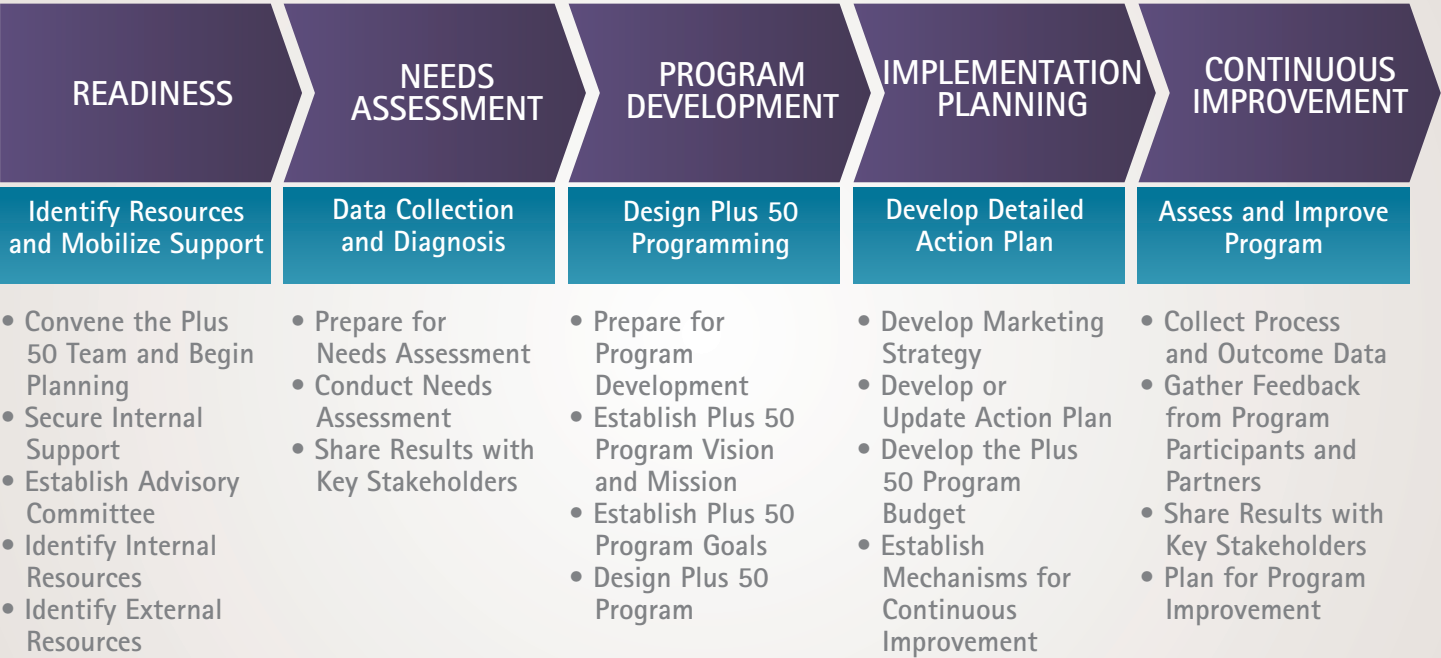 READINESS
NEEDS
ASSESSMENT
PROGRAM
DEVELOPMENT
IMPLEMENTATION
PLANNING
CONTINUOUS
IMPROVEMENT
Identify Resources
and Mobilize Support
Data Collection
and Diagnosis
Design Plus 50
Programming
Develop Detailed
Action Plan
Assess and Improve
Program
• Convene the Plus
50 Team and Begin
Planning
• Secure Internal
Support
• Establish Advisory
Committee
• Identify Internal
Resources
• Identify External
Resources
• Prepare for
Needs Assessment
• Conduct Needs
Assessment
• Share Results with
Key Stakeholders
• Prepare for
Program
Development
• Establish Plus 50
Program Vision
and Mission
• Establish Plus 50
Program Goals
• Design Plus 50
Program
• Develop Marketing
Strategy
• Develop or
Update Action Plan
• Develop the Plus
50 Program
Budget
• Establish
Mechanisms for
Continuous
Improvement
• Collect Process
and Outcome Data
• Gather Feedback
from Program
Participants and
Partners
• Share Results with
Key Stakeholders
• Plan for Program
Improvement